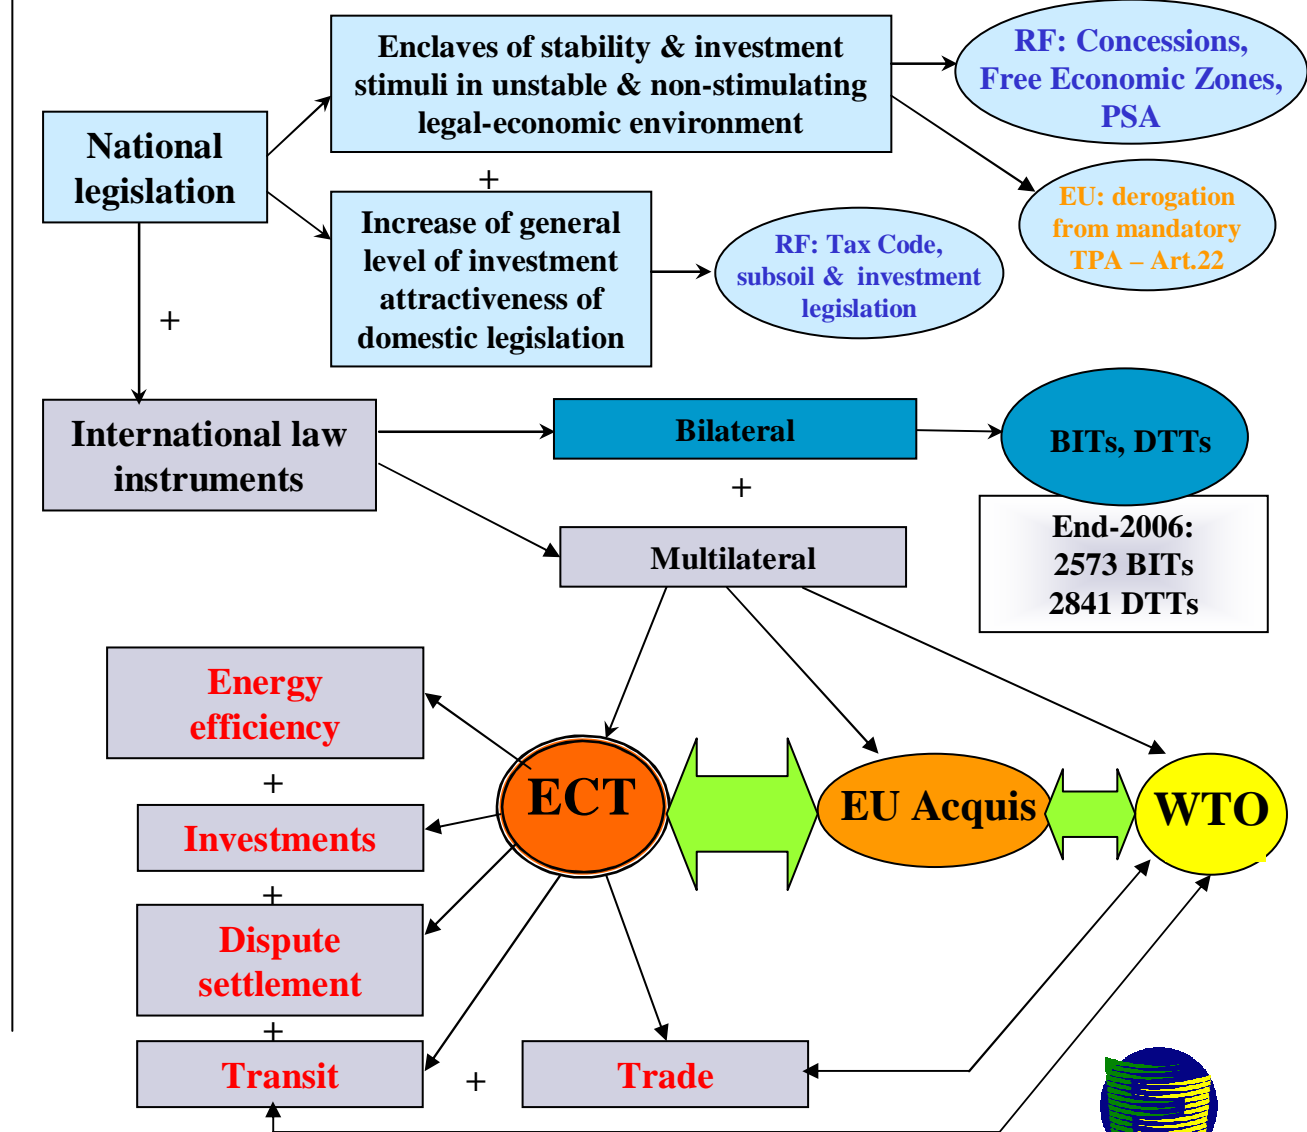 Enclaves of stability & investment
stimuli in unstable & non-stimulating
legal-economic environment
RF: Concessions,
Free Economic Zones,
PSA
National
legislation
+
EU: derogation
from mandatory
TPA – Art.22
Increase of general
level of investment
attractiveness of
domestic legislation
RF: Tax Code,
subsoil & investment
legislation
+
International law
instruments
Bilateral
BITs, DTTs
+
End-2006:
2573 BITs
2841 DTTs
Multilateral
Energy
efficiency
+
ECT
EU Acquis
WTO
Investments
+
Dispute
settlement
+
Transit
+
Trade